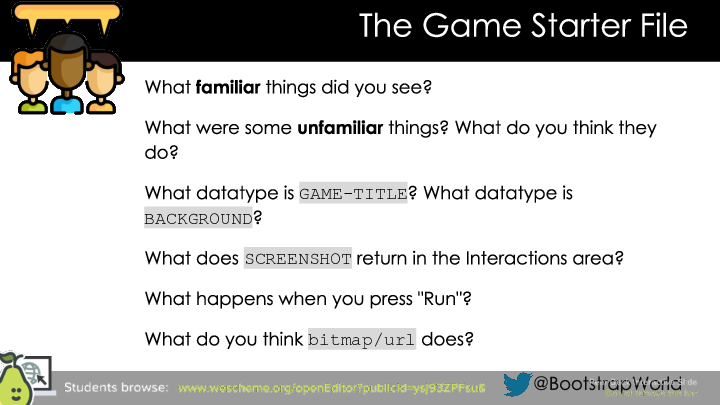 The Game Starter File
What familiar things did you see?
What were some unfamiliar things? What do you think they
do?
What datatype is GAME-TITLE? What datatype is
BACKGROUND?
What does SCREENSHOT return in the Interactions area?
What happens when you press "Run"?
What do you think bitmap/url does?
Students browse: www.wescheme.org/openEditor?publicId=ysj93ZPFsu
@BootstrapWorld